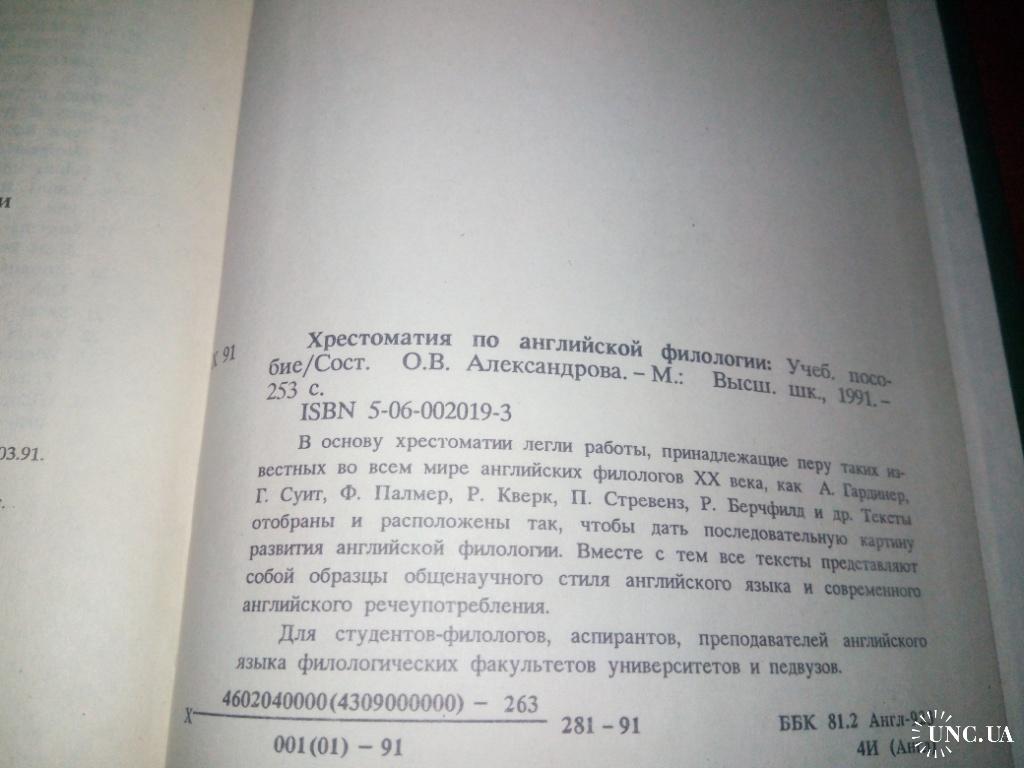 и
03.91.
Х 91
Хрестоматия по английской филологии: Учеб. посо-
бие/Сост. О.В. Александрова. – М.: Высш. шк., 1991. –
253 с.
ISBN 5-06-002019-3
В основу хрестоматии легли работы, принадлежащие перу таких из-
вестных во всем мире английских филологов XX века, как А. Гардинер,
Г. Суит, Ф. Палмер, Р. Кверк, П. Стревенз, Р. Берчфилд и др. Тексты
отобраны и расположены так, чтобы дать последовательную картину
развития английской филологии. Вместе с тем все тексты представляют
собой образцы общенаучного стиля английского языка и современного
английского речеупотребления.
Для студентов-филологов, аспирантов, преподавателей английского
языка филологических факультетов университетов и педвузов.
Х 4602040000(4309000000) – 263
001(01) – 91
281 – 91
ББК 81.2 Англ-
4И (Англ)
UNC.UA